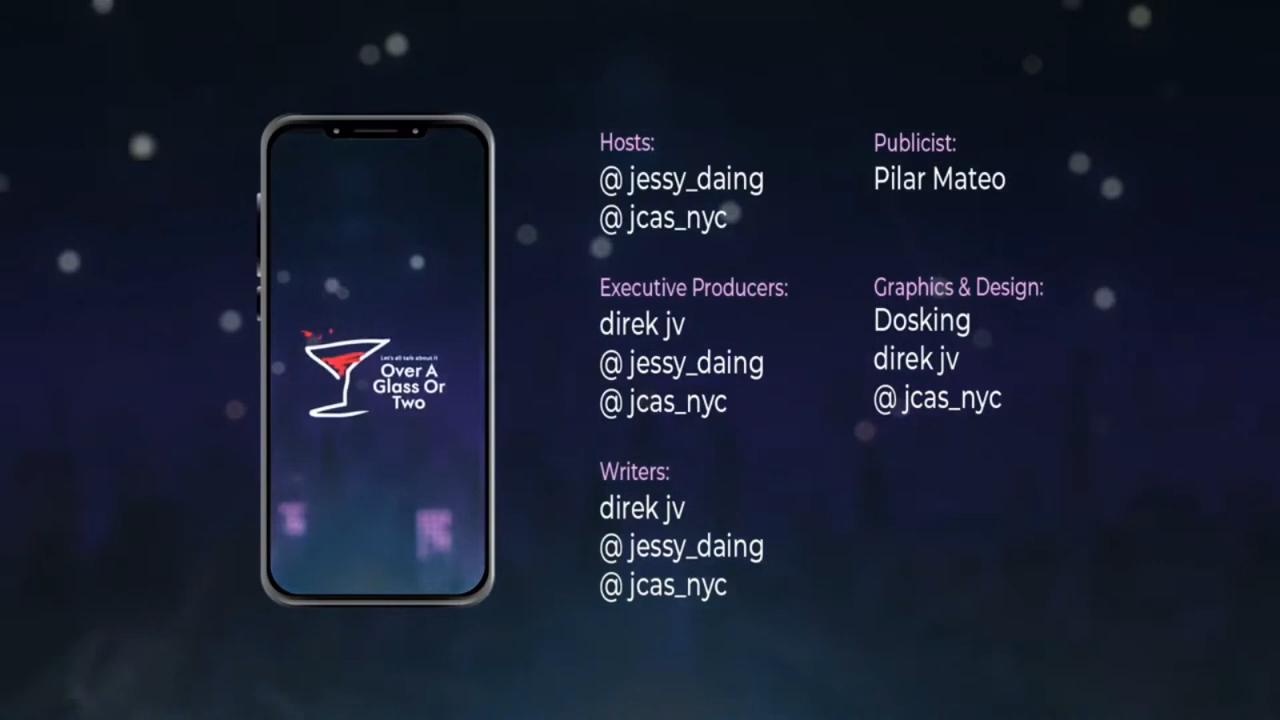 Let's all talk about it
Over A
Glass Or
Two
Hosts:
@ jessy_daing
@ jcas_nyc
Executive Producers:
direk jv
@ jessy_daing
@ jcas_nyc
Writers:
direk jv
@ jessy_daing
@ jcas_nyc
Publicist:
Pilar Mateo
Graphics & Design:
Dosking
direk jv
@ jcas_nyc